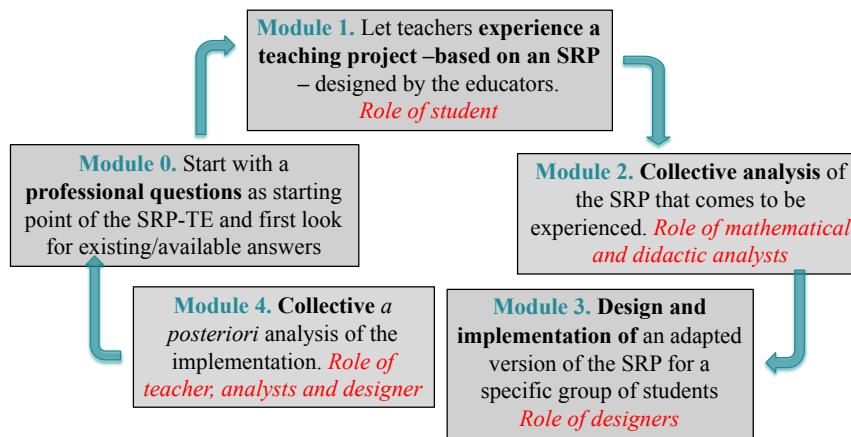 Module 1. Let teachers experience a
teaching project –based on an SRP
– designed by the educators.
Role of student
Module 0. Start with a
professional questions as starting
point of the SRP-TE and first look
for existing/available answers
Module 2. Collective analysis of
the SRP that comes to be
experienced. Role of mathematical
and didactic analysts
Module 4. Collective a
posteriori analysis of the
implementation. Role of
teacher, analysts and designer
Module 3. Design and
implementation of an adapted
version of the SRP for a
specific group of students
Role of designers